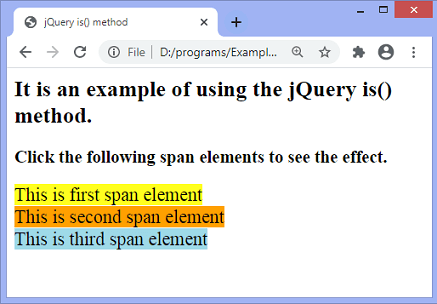 jQuery is() method
File
D:/programs/Exampl...
It is an example of using the jQuery is()
method.
Click the following span elements to see the effect.
This is first span element
This is second span element
This is third span element